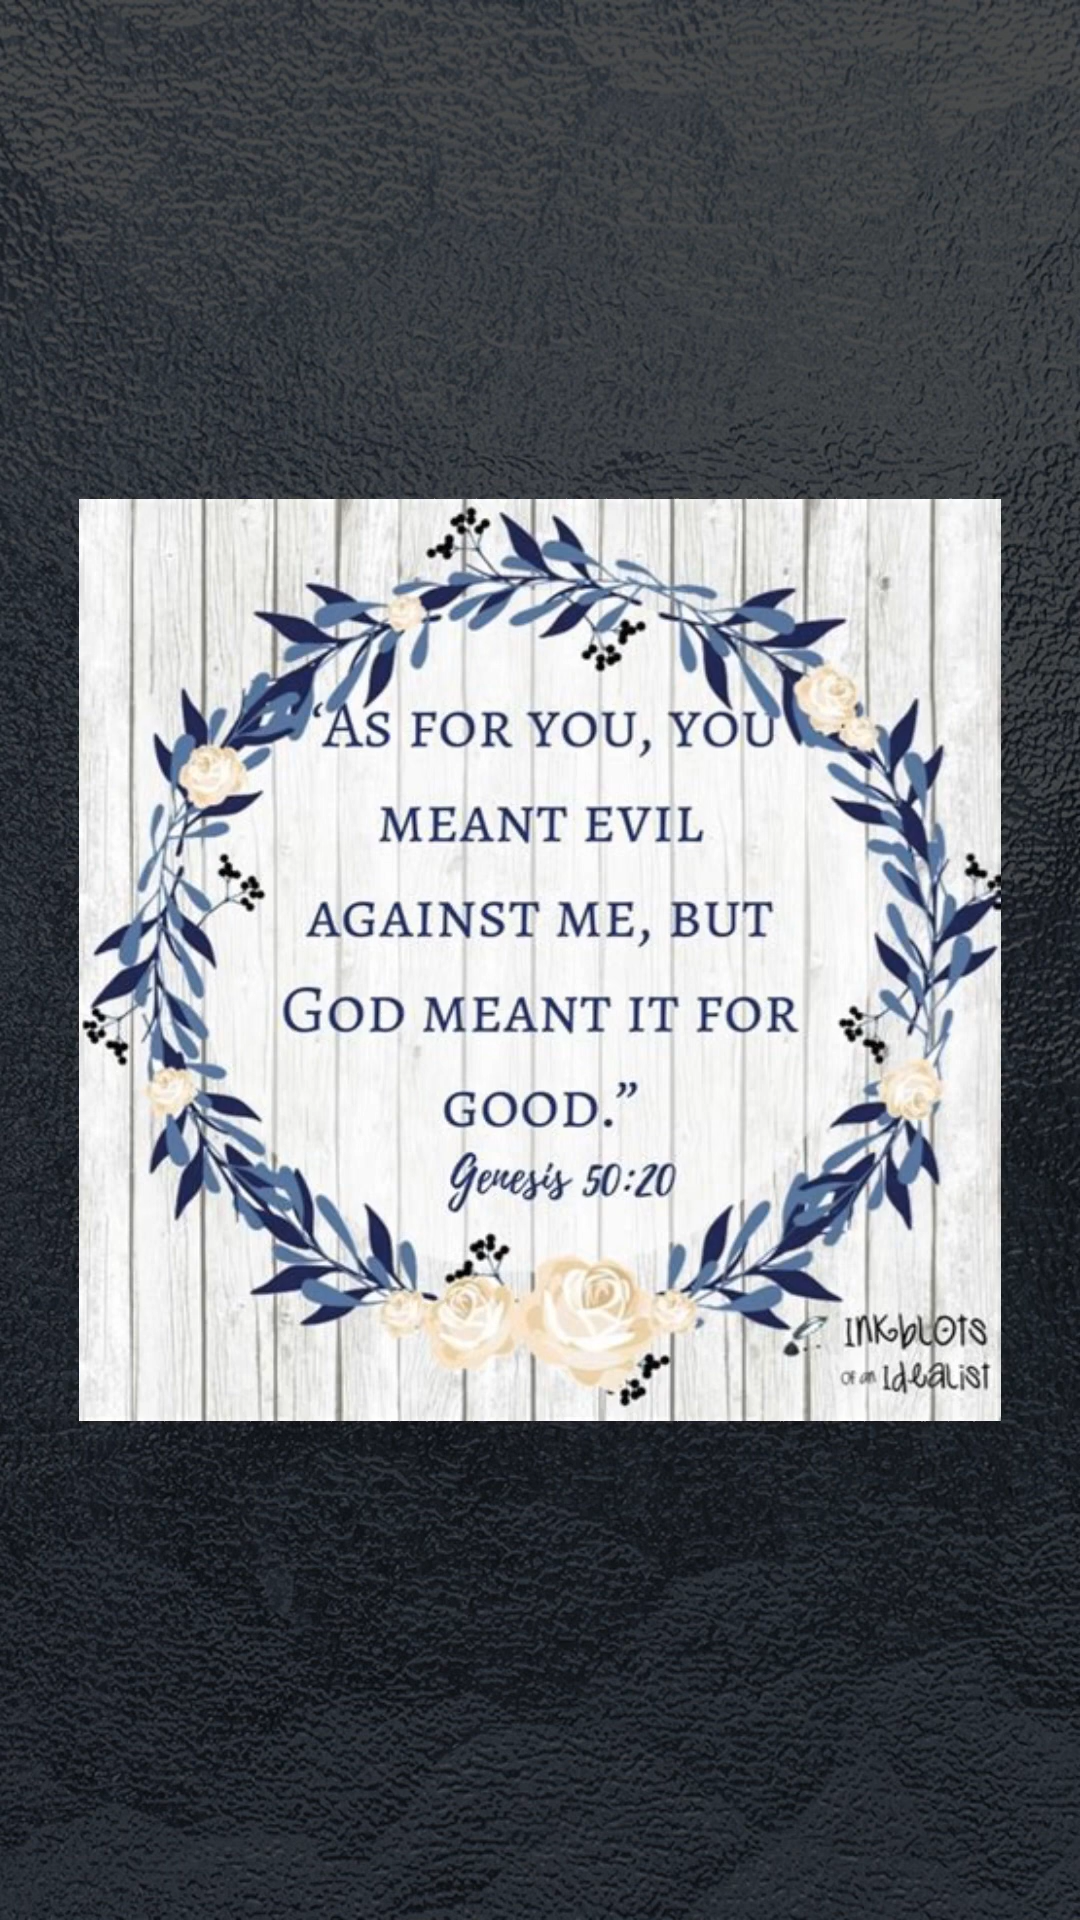 “As for you, you
meant evil
against me, but
God meant it for
good.”
Genesis 50:20
Inkblots
of an Idealist